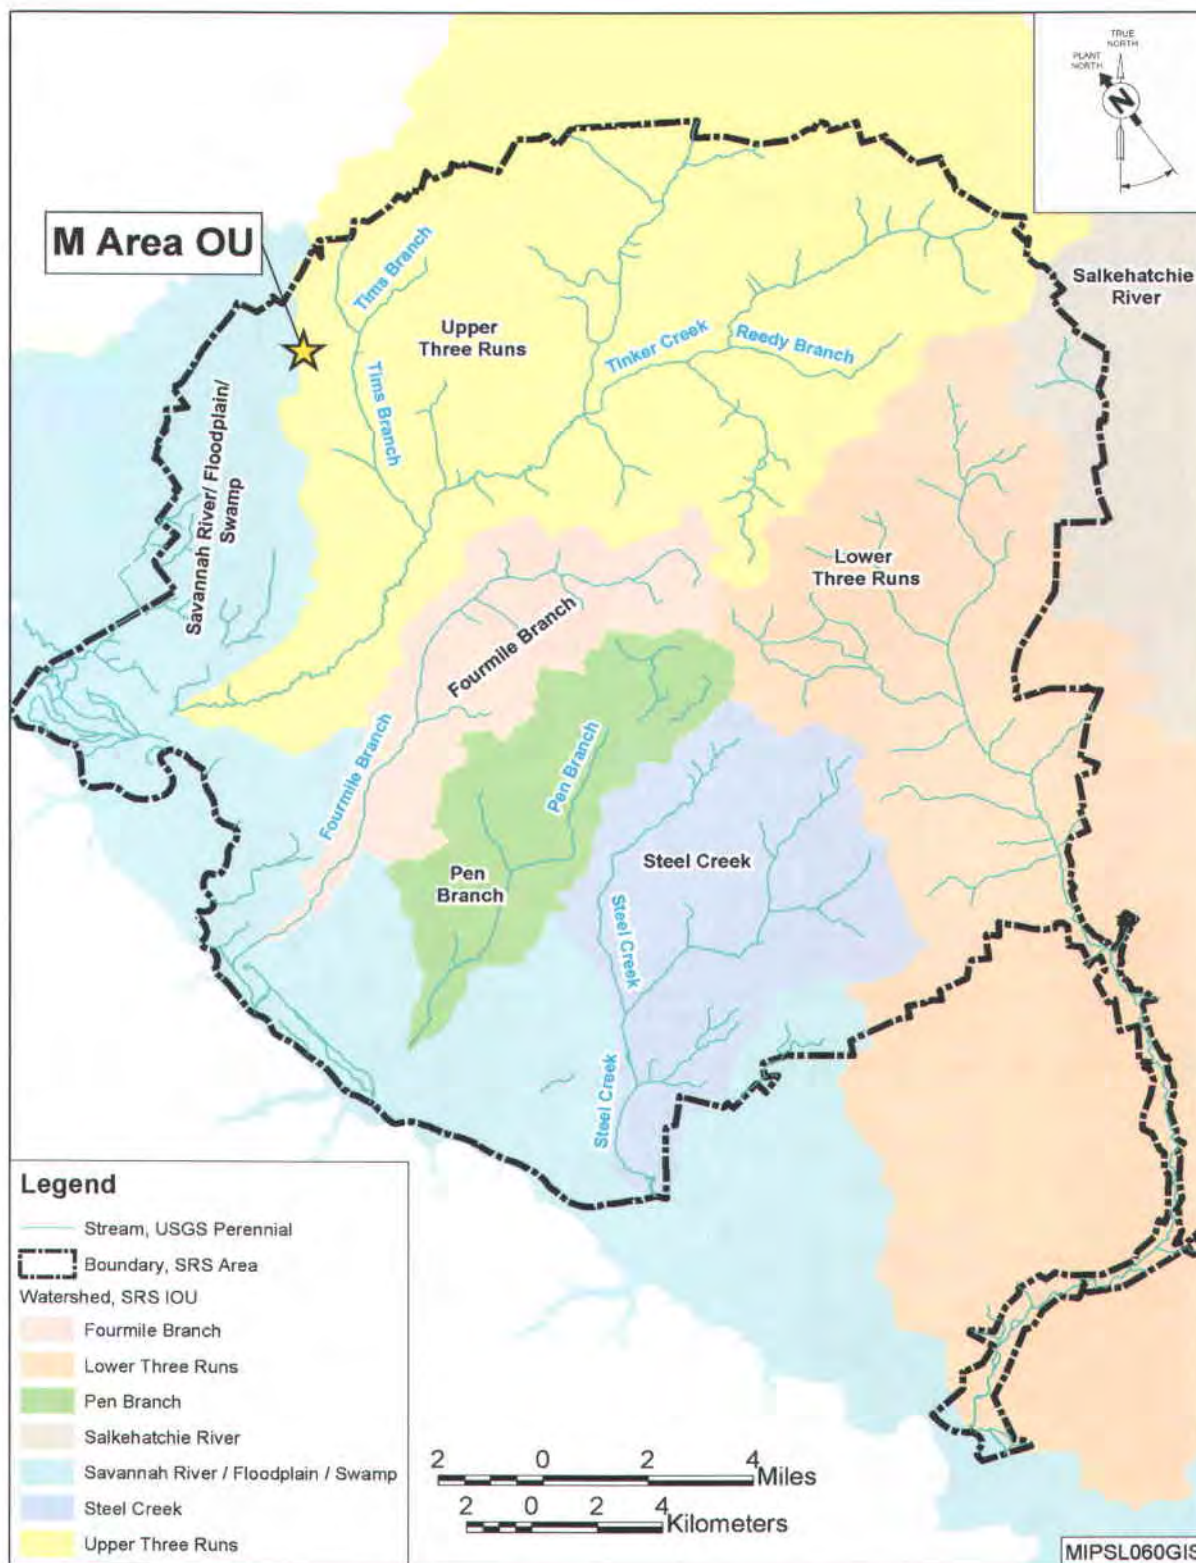 TRUE
NORTH
PLANT
NORTH
N
M Area OU
Tims Branch
Salkehatchie
River
Upper
Three Runs
Tinker Creek
Reedy Branch
Tims Branch
Savannah River/ Floodplain/
Swamp
Lower
Three Runs
Fourmile Branch
Fourmile Branch
Pen Branch
Steel Creek
Pen
Branch
Steel Creek
Steel Creek
Legend
Stream, USGS Perennial
Boundary, SRS Area
Watershed, SRS IOU
Fourmile Branch
Lower Three Runs
Pen Branch
Salkehatchie River
Savannah River / Floodplain / Swamp
Steel Creek
Upper Three Runs
2 0 2 4
Miles
2 0 2 4
Kilometers
MIPSL060GIS